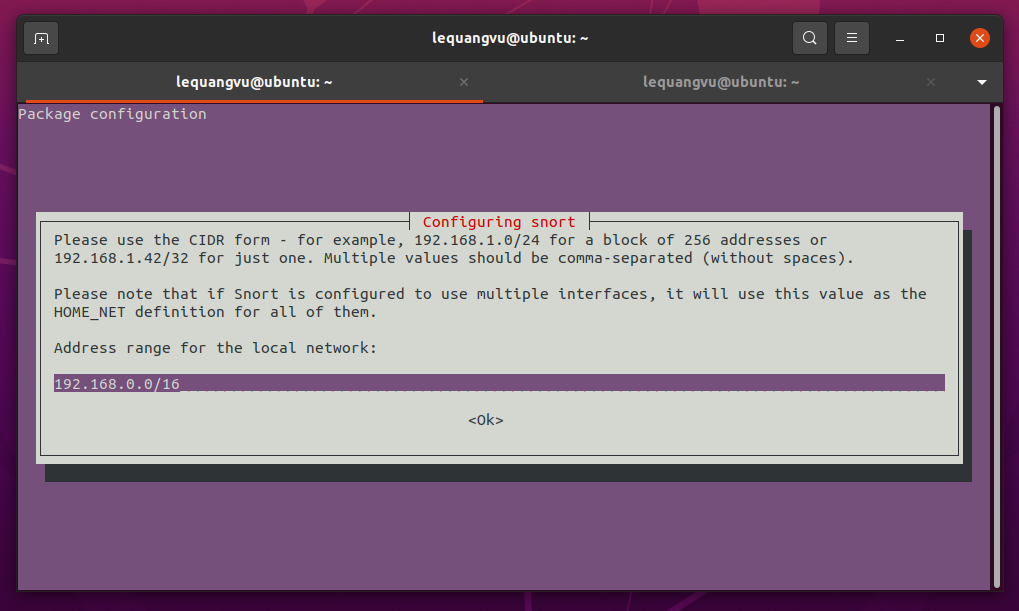 lequangvu@ubuntu: ~
lequangvu@ubuntu: ~
lequangvu@ubuntu: ~
Package configuration
Configuring snort
Please use the CIDR form - for example, 192.168.1.0/24 for a block of 256 addresses or
192.168.1.42/32 for just one. Multiple values should be comma-separated (without spaces).
Please note that if Snort is configured to use multiple interfaces, it will use this value as the
HOME_NET definition for all of them.
Address range for the local network:
192.168.0.0/16
<Ok>